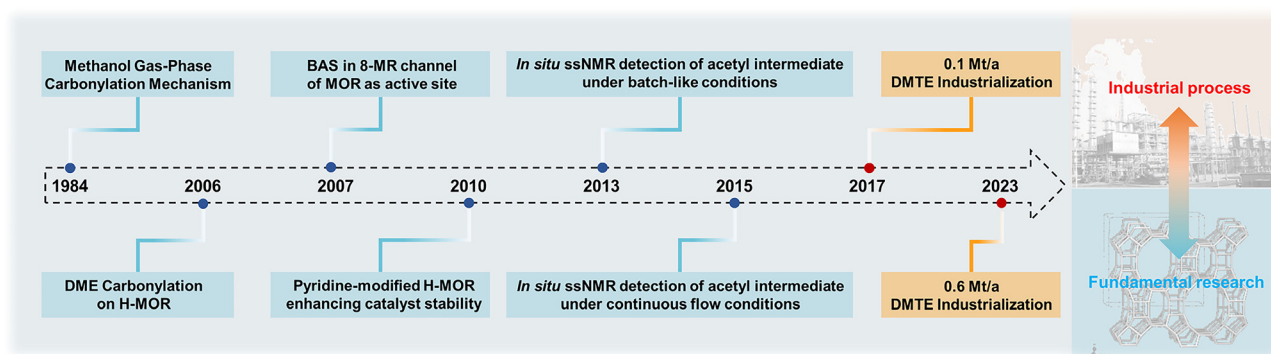 Methanol Gas-Phase
Carbonylation Mechanism
BAS in 8-MR channel
of MOR as active site
In situ ssNMR detection of acetyl intermediate
under batch-like conditions
0.1 Mt/a
DMTE Industrialization
Industrial process
1984 2006 2007 2010 2013 2015 2017 2023
DME Carbonylation
on H-MOR
Pyridine-modified H-MOR
enhancing catalyst stability
In situ ssNMR detection of acetyl intermediate
under continuous flow conditions
0.6 Mt/a
DMTE Industrialization
Fundamental research